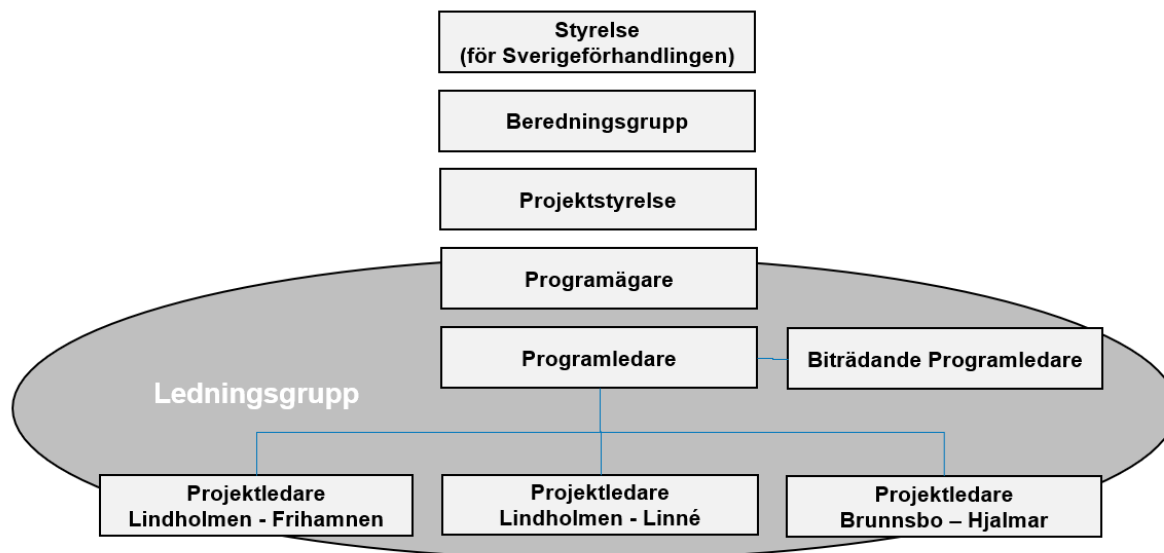 Styrelse
(för Sverigeförhandlingen)
Beredningsgrupp
Projektstyrelse
Programägare
Programledare
Biträdande Programledare
Ledningsgrupp
Projektledare
Lindholmen - Frihamnen
Projektledare
Lindholmen - Linné
Projektledare
Brunnsbo – Hjalmar